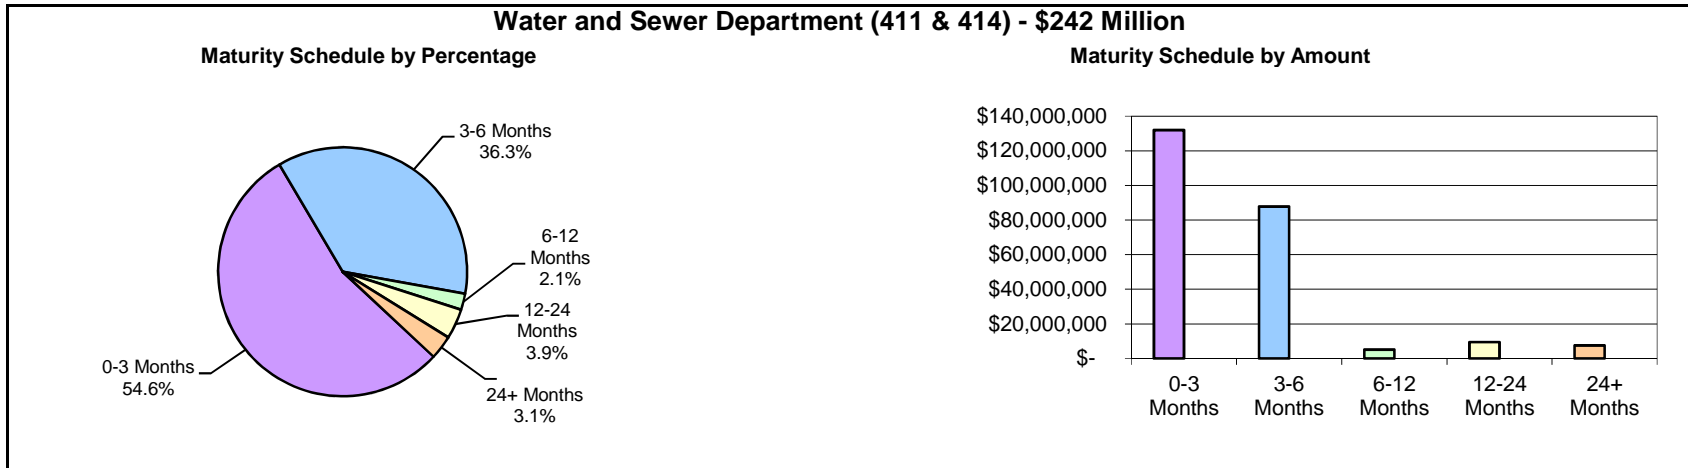 Water and Sewer Department (411 & 414) - $242 Million
Maturity Schedule by Percentage
3-6 Months
36.3%
6-12
Months
2.1%
12-24
Months
3.9%
24+ Months
3.1%
0-3 Months
54.6%
Maturity Schedule by Amount
$140,000,000
$120,000,000
$100,000,000
$80,000,000
$60,000,000
$40,000,000
$20,000,000
$-
0-3
Months
3-6
Months
6-12
Months
12-24
Months
24+
Months